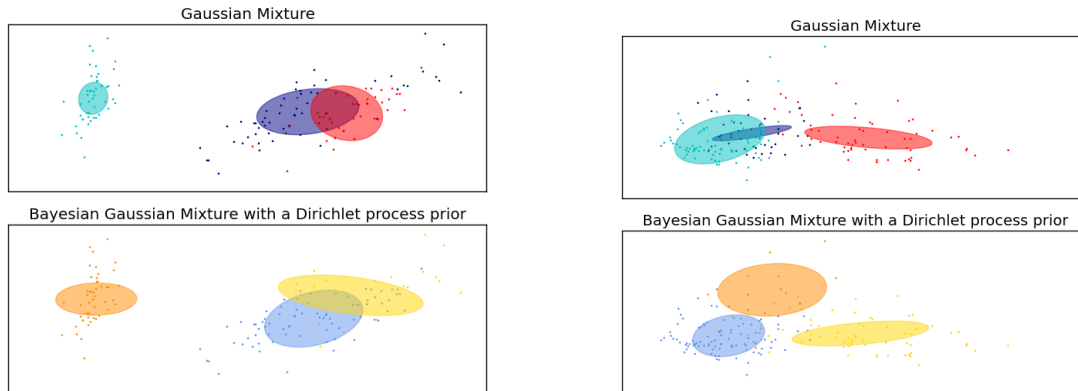 Gaussian Mixture
Gaussian Mixture
Bayesian Gaussian Mixture with a Dirichlet process prior
Bayesian Gaussian Mixture with a Dirichlet process prior